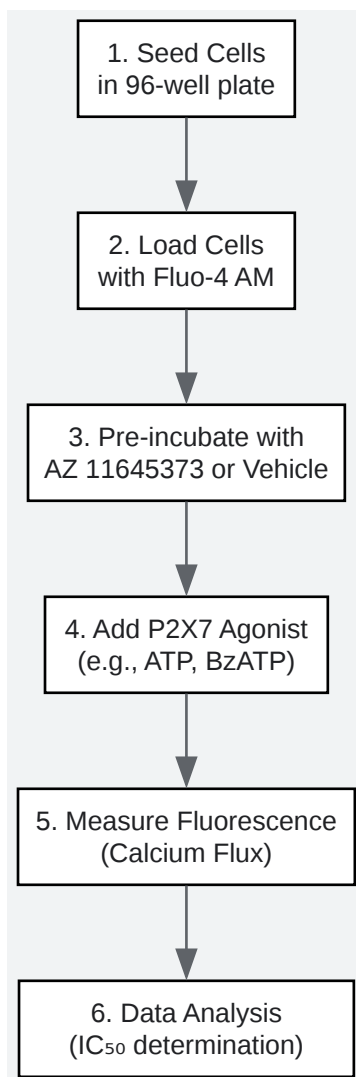 1. Seed Cells
in 96-well plate
2. Load Cells
with Fluo-4 AM
3. Pre-incubate with
AZ 11645373 or Vehicle
4. Add P2X7 Agonist
(e.g., ATP, BzATP)
5. Measure Fluorescence
(Calcium Flux)
6. Data Analysis
(IC₅₀ determination)